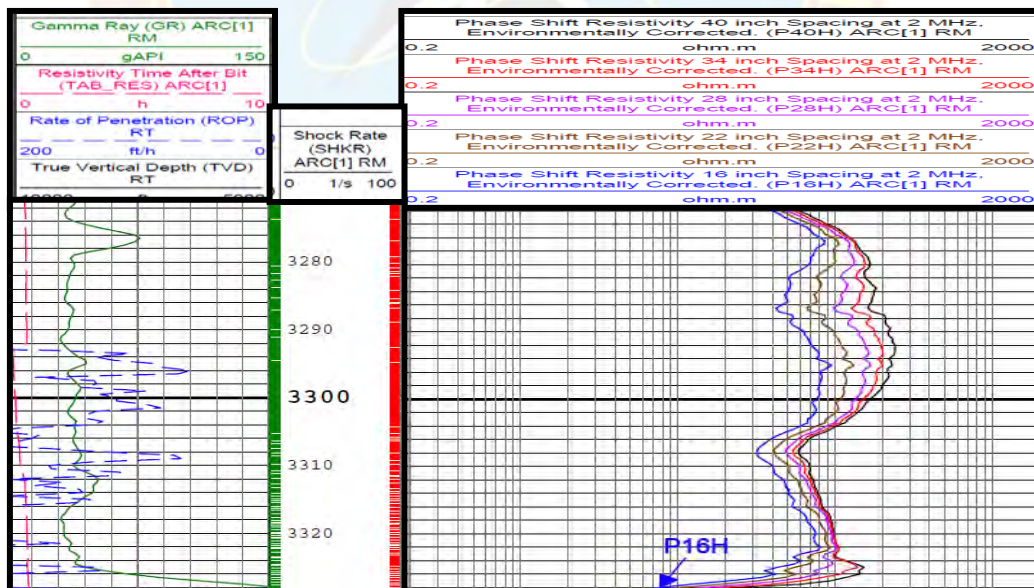 Gamma Ray (GR) ARC[1]
RM
0 gAPI 150
Resistivity Time After Bit
(TAB_RES) ARC[1]
0 h 10
Rate of Penetration (ROP)
RT
200 ft/h 0
True Vertical Depth (TVD)
RT
Shock Rate
(SHKR)
ARC[1] RM
0 1/s 100
Phase Shift Resistivity 40 inch Spacing at 2 MHz,
Environmentally Corrected. (P40H) ARC[1] RM
0.2 ohm.m 2000
Phase Shift Resistivity 34 inch Spacing at 2 MHz,
Environmentally Corrected. (P34H) ARC[1] RM
0.2 ohm.m 2000
Phase Shift Resistivity 28 inch Spacing at 2 MHz,
Environmentally Corrected. (P28H) ARC[1] RM
0.2 ohm.m 2000
Phase Shift Resistivity 22 inch Spacing at 2 MHz,
Environmentally Corrected. (P22H) ARC[1] RM
0.2 ohm.m 2000
Phase Shift Resistivity 16 inch Spacing at 2 MHz,
Environmentally Corrected. (P16H) ARC[1] RM
0.2 ohm.m 2000
3280
3290
3300
3310
3320
P16H